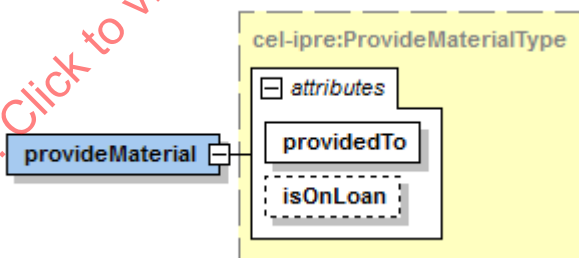 cel-ipre:ProvideMaterialType
attributes
provideMaterial
providedTo
isOnLoan
Click to